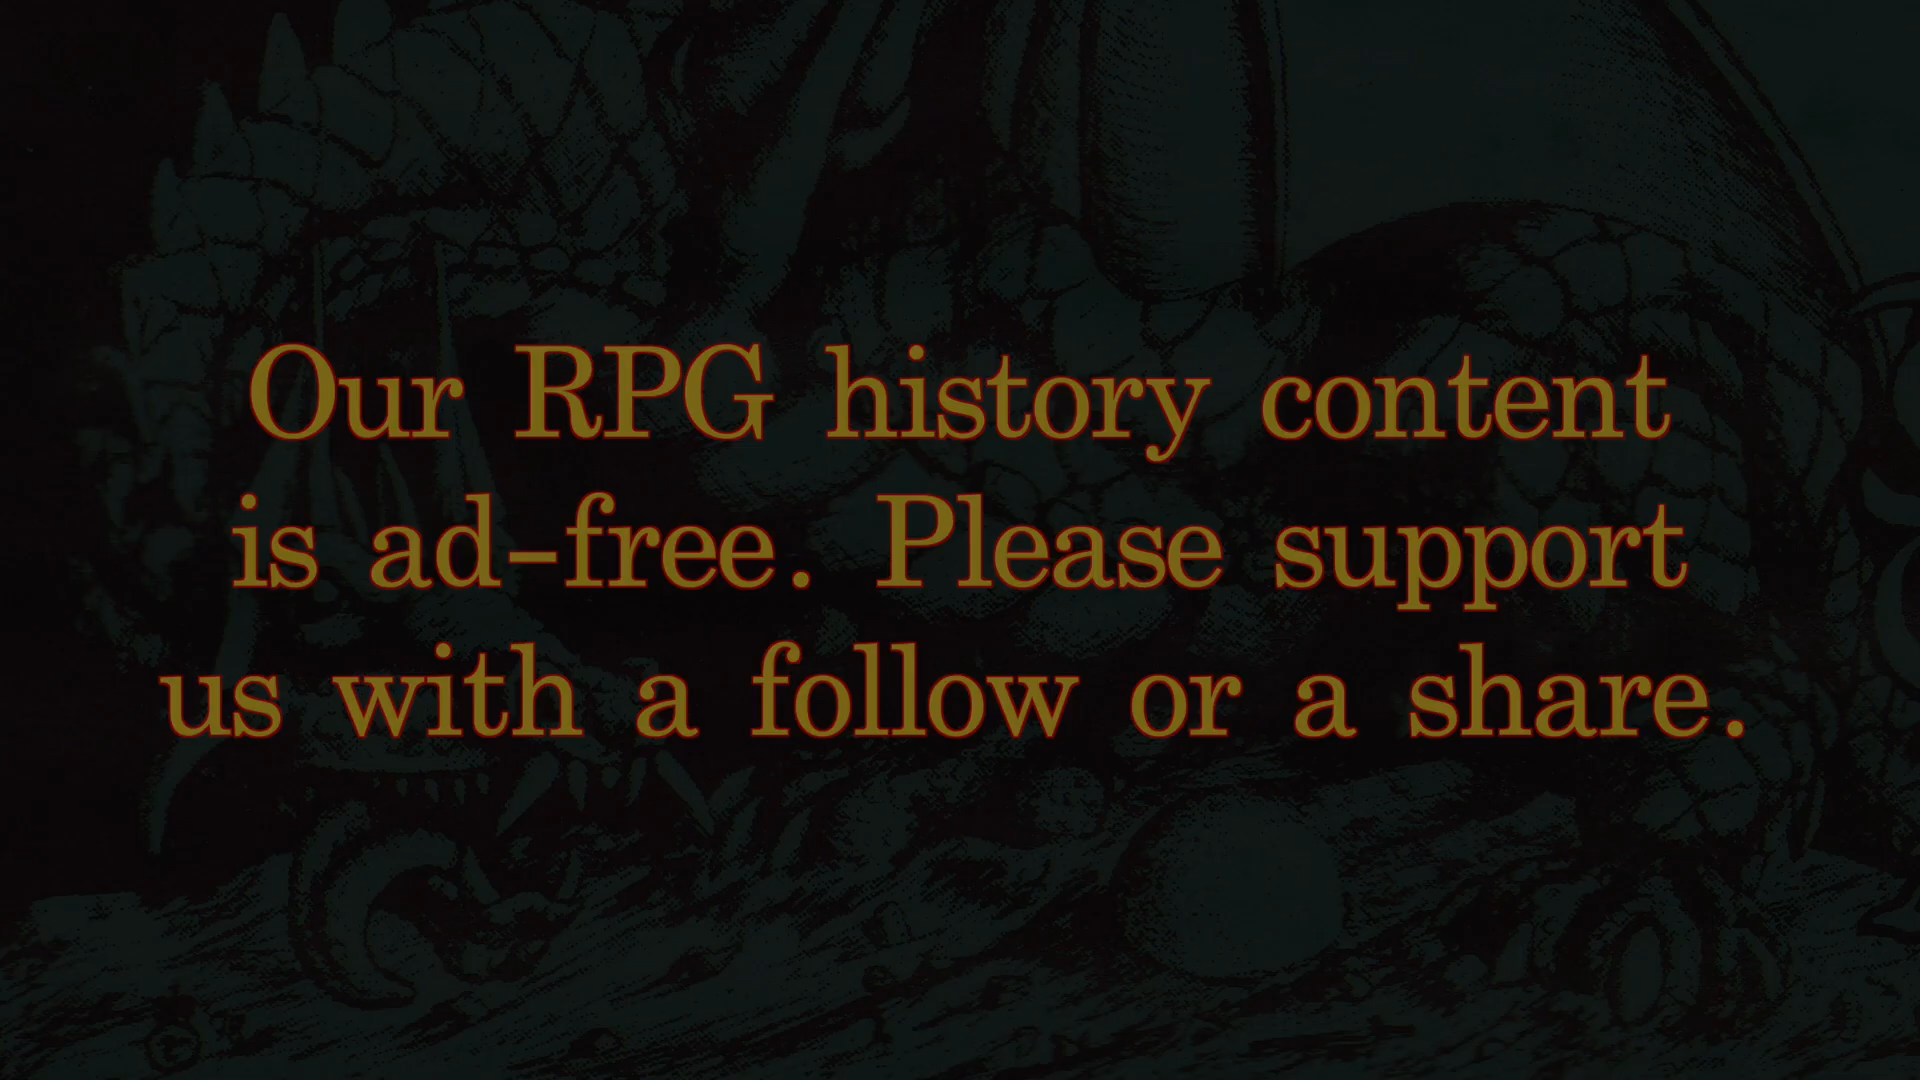 Our RPG history content
is ad-free. Please support
us with a follow or a share.